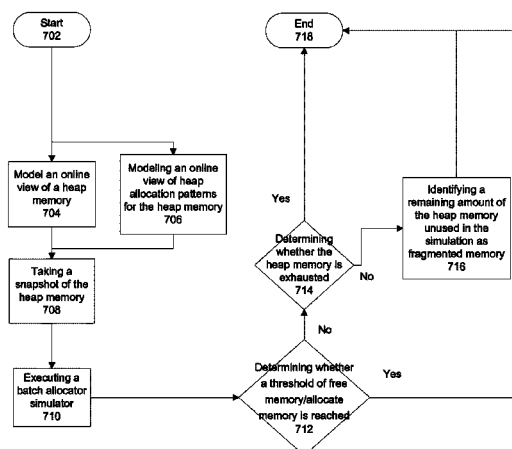 Start
702
Model an online
view of a heap
memory
704
Modeling an online
view of heap
allocation patterns
for the heap memory
706
Taking a
snapshot of the
heap memory
708
Executing a
batch allocator
simulator
710
Determining whether
a threshold of free
memory/allocate
memory is reached
712
Yes
No
Determining
whether the
heap memory is
exhausted
714
No
Yes
Identifying a
remaining amount
of the heap memory
unused in the
simulation as
fragmented memory
716
End
718